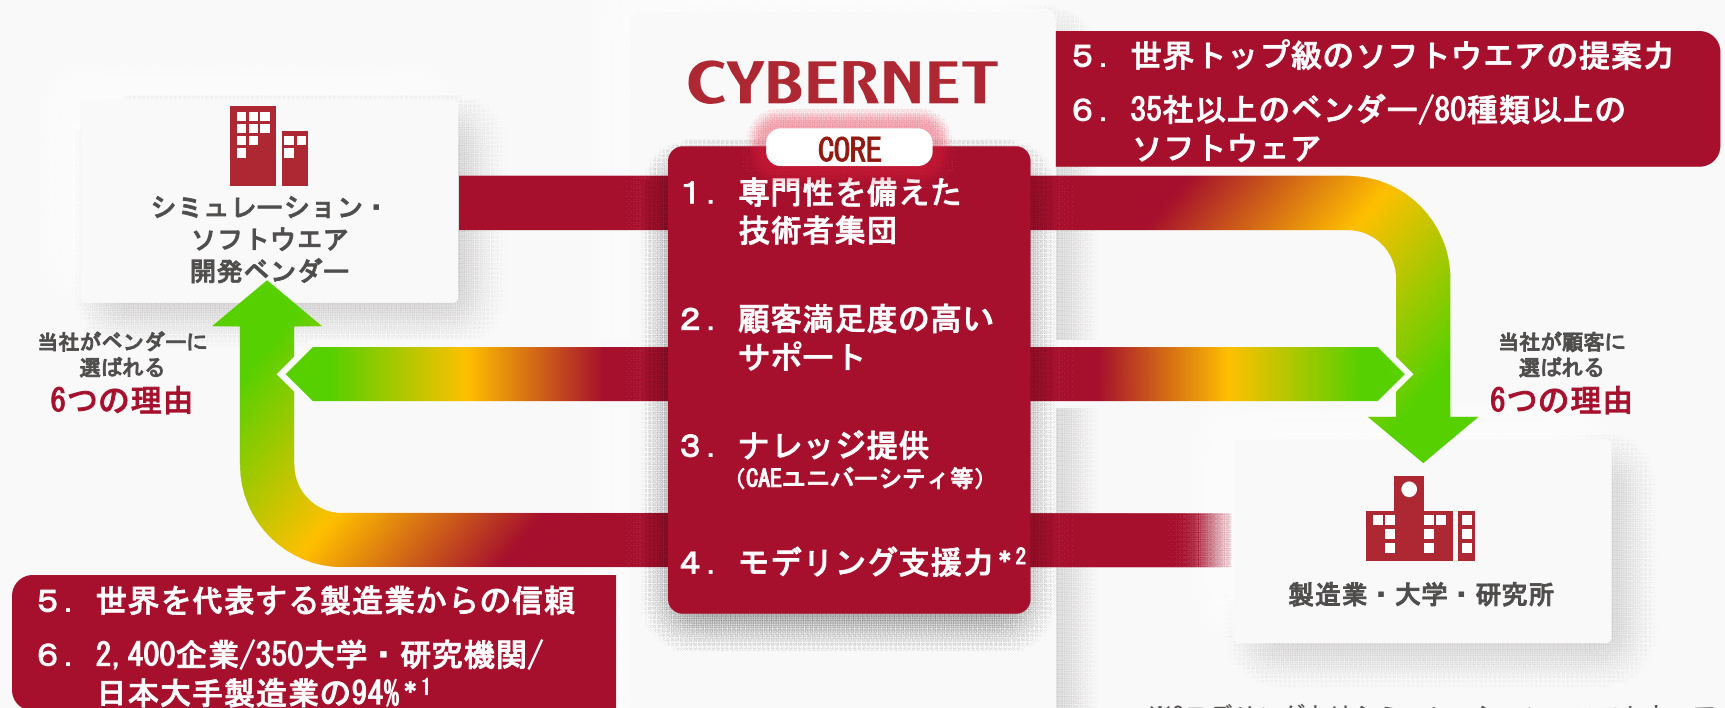 CYBERNET
CORE
1. 専門性を備えた
技術者集団
2. 顧客満足度の高い
サポート
3. ナレッジ提供
(CAEユニバーシティ等)
4. モデリング支援力*2
シミュレーション・
ソフトウエア
開発ベンダー
当社がベンダーに
選ばれる
6つの理由
5. 世界を代表する製造業からの信頼
6. 2,400企業/350大学・研究機関/
日本大手製造業の94%*1
5. 世界トップ級のソフトウエアの提案力
6. 35社以上のベンダー/80種類以上の
ソフトウェア
当社が顧客に
選ばれる
6つの理由
製造業・大学・研究所